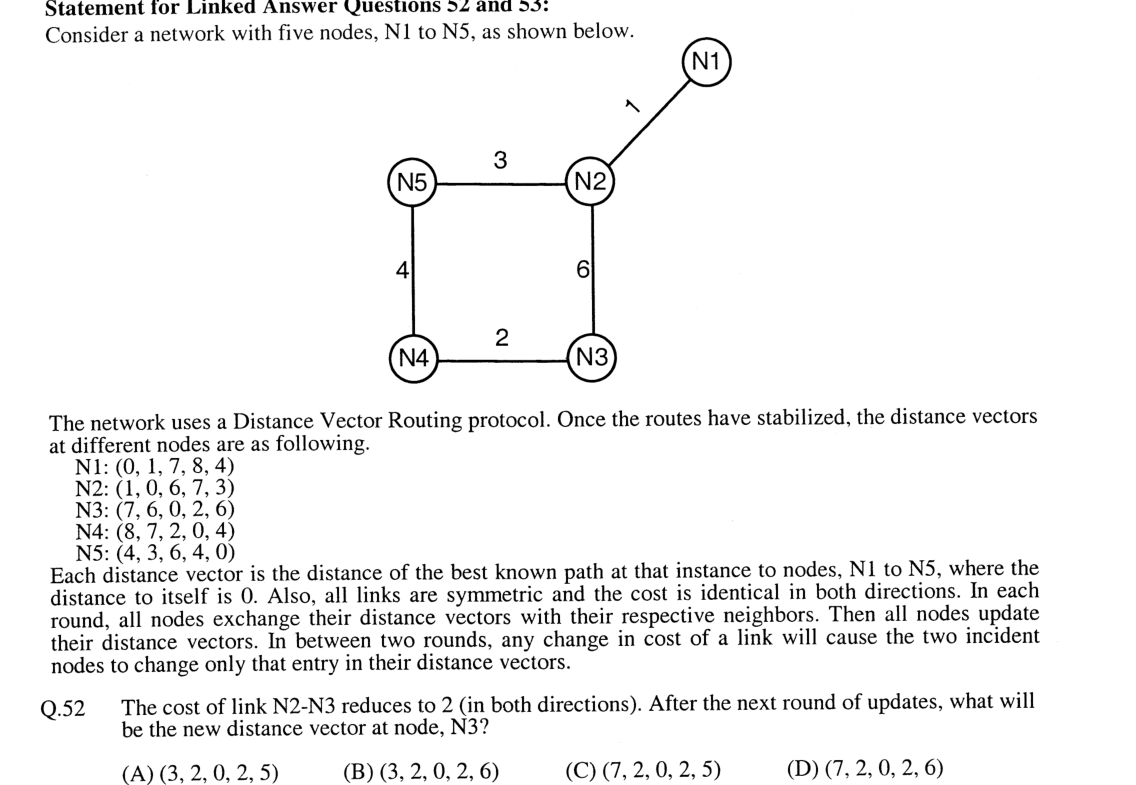 Statement for Linked Answer Questions 52 and 53:
Consider a network with five nodes, N1 to N5, as shown below.
N1
1
3
N5
N2
4
6
2
N4
N3
The network uses a Distance Vector Routing protocol. Once the routes have stabilized, the distance vectors
at different nodes are as following.
N1: (0, 1, 7, 8, 4)
N2: (1, 0, 6, 7, 3)
N3: (7, 6, 0, 2, 6)
N4: (8, 7, 2, 0, 4)
N5: (4, 3, 6, 4, 0)
Each distance vector is the distance of the best known path at that instance to nodes, N1 to N5, where the
distance to itself is 0. Also, all links are symmetric and the cost is identical in both directions. In each
round, all nodes exchange their distance vectors with their respective neighbors. Then all nodes update
their distance vectors. In between two rounds, any change in cost of a link will cause the two incident
nodes to change only that entry in their distance vectors.
Q.52 The cost of link N2-N3 reduces to 2 (in both directions). After the next round of updates, what will
be the new distance vector at node, N3?
(A) (3, 2, 0, 2, 5) (B) (3, 2, 0, 2, 6) (C) (7, 2, 0, 2, 5) (D) (7, 2, 0, 2, 6)